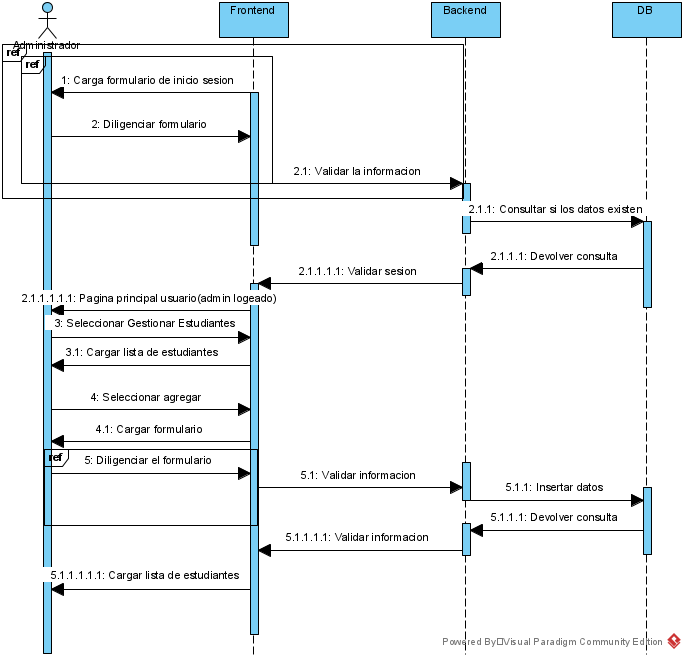 Frontend
Backend
DB
Administrador
ref
ref
1: Carga formulario de inicio sesion
2: Diligenciar formulario
2.1: Validar la informacion
2.1.1: Consultar si los datos existen
2.1.1.1: Devolver consulta
2.1.1.1.1: Validar sesion
2.1.1.1.1.1: Pagina principal usuario(admin logeado)
3: Seleccionar Gestionar Estudiantes
3.1: Cargar lista de estudiantes
4: Seleccionar agregar
4.1: Cargar formulario
ref
5: Diligenciar el formulario
5.1: Validar informacion
5.1.1: Insertar datos
5.1.1.1: Devolver consulta
5.1.1.1.1: Validar informacion
5.1.1.1.1.1: Cargar lista de estudiantes
Powered By Visual Paradigm Community Edition